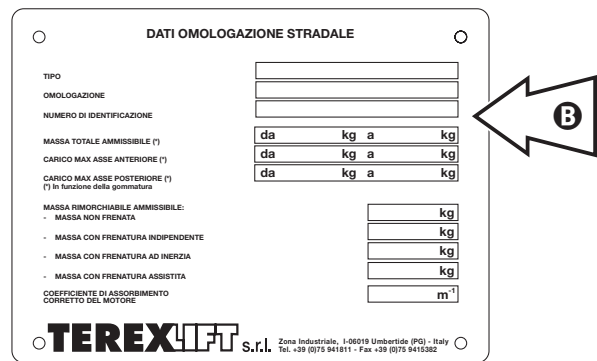 DATI OMOLOGAZIONE STRADALE
TIPO
OMOLOGAZIONE
NUMERO DI IDENTIFICAZIONE
B
MASSA TOTALE AMMISSIBILE (*) da kg a kg
CARICO MAX ASSE ANTERIORE (*) da kg a kg
CARICO MAX ASSE POSTERIORE (*) da kg a kg
(*) In funzione della gommatura
MASSA RIMORCHIABILE AMMISSIBILE:
- MASSA NON FRENATA kg
- MASSA CON FRENATURA INDIPENDENTE kg
- MASSA CON FRENATURA AD INERZIA kg
- MASSA CON FRENATURA ASSISTITA kg
COEFFICIENTE DI ASSORBIMENTO
CORRETTO DEL MOTORE m⁻¹
TEREXLIFT s.r.l. Zona Industriale, I-06019 Umbertide (PG) - Italy
Tel. +39 (0)75 941811 - Fax +39 (0)75 9415382